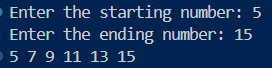 Enter the starting number: 5
Enter the ending number: 15
5 7 9 11 13 15